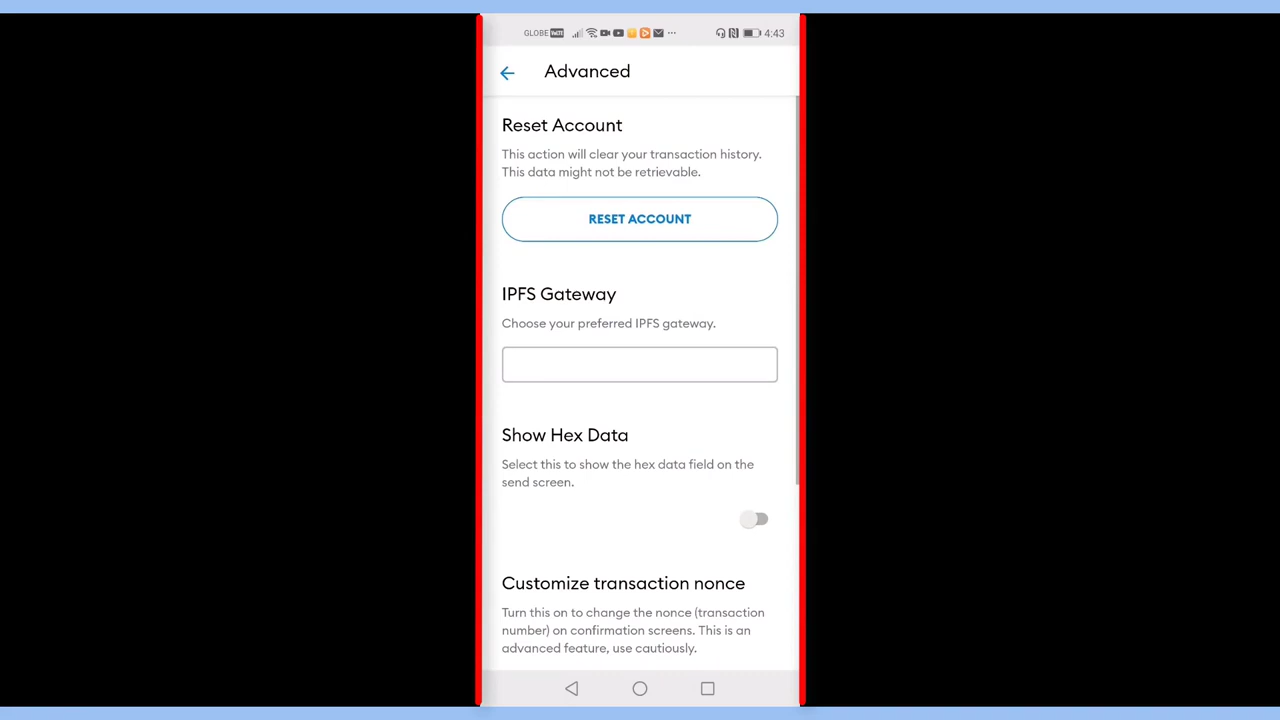 GLOBE VoLTE 4:43
Advanced
Reset Account
This action will clear your transaction history.
This data might not be retrievable.
RESET ACCOUNT
IPFS Gateway
Choose your preferred IPFS gateway.
Show Hex Data
Select this to show the hex data field on the
send screen.
Customize transaction nonce
Turn this on to change the nonce (transaction
number) on confirmation screens. This is an
advanced feature, use cautiously.